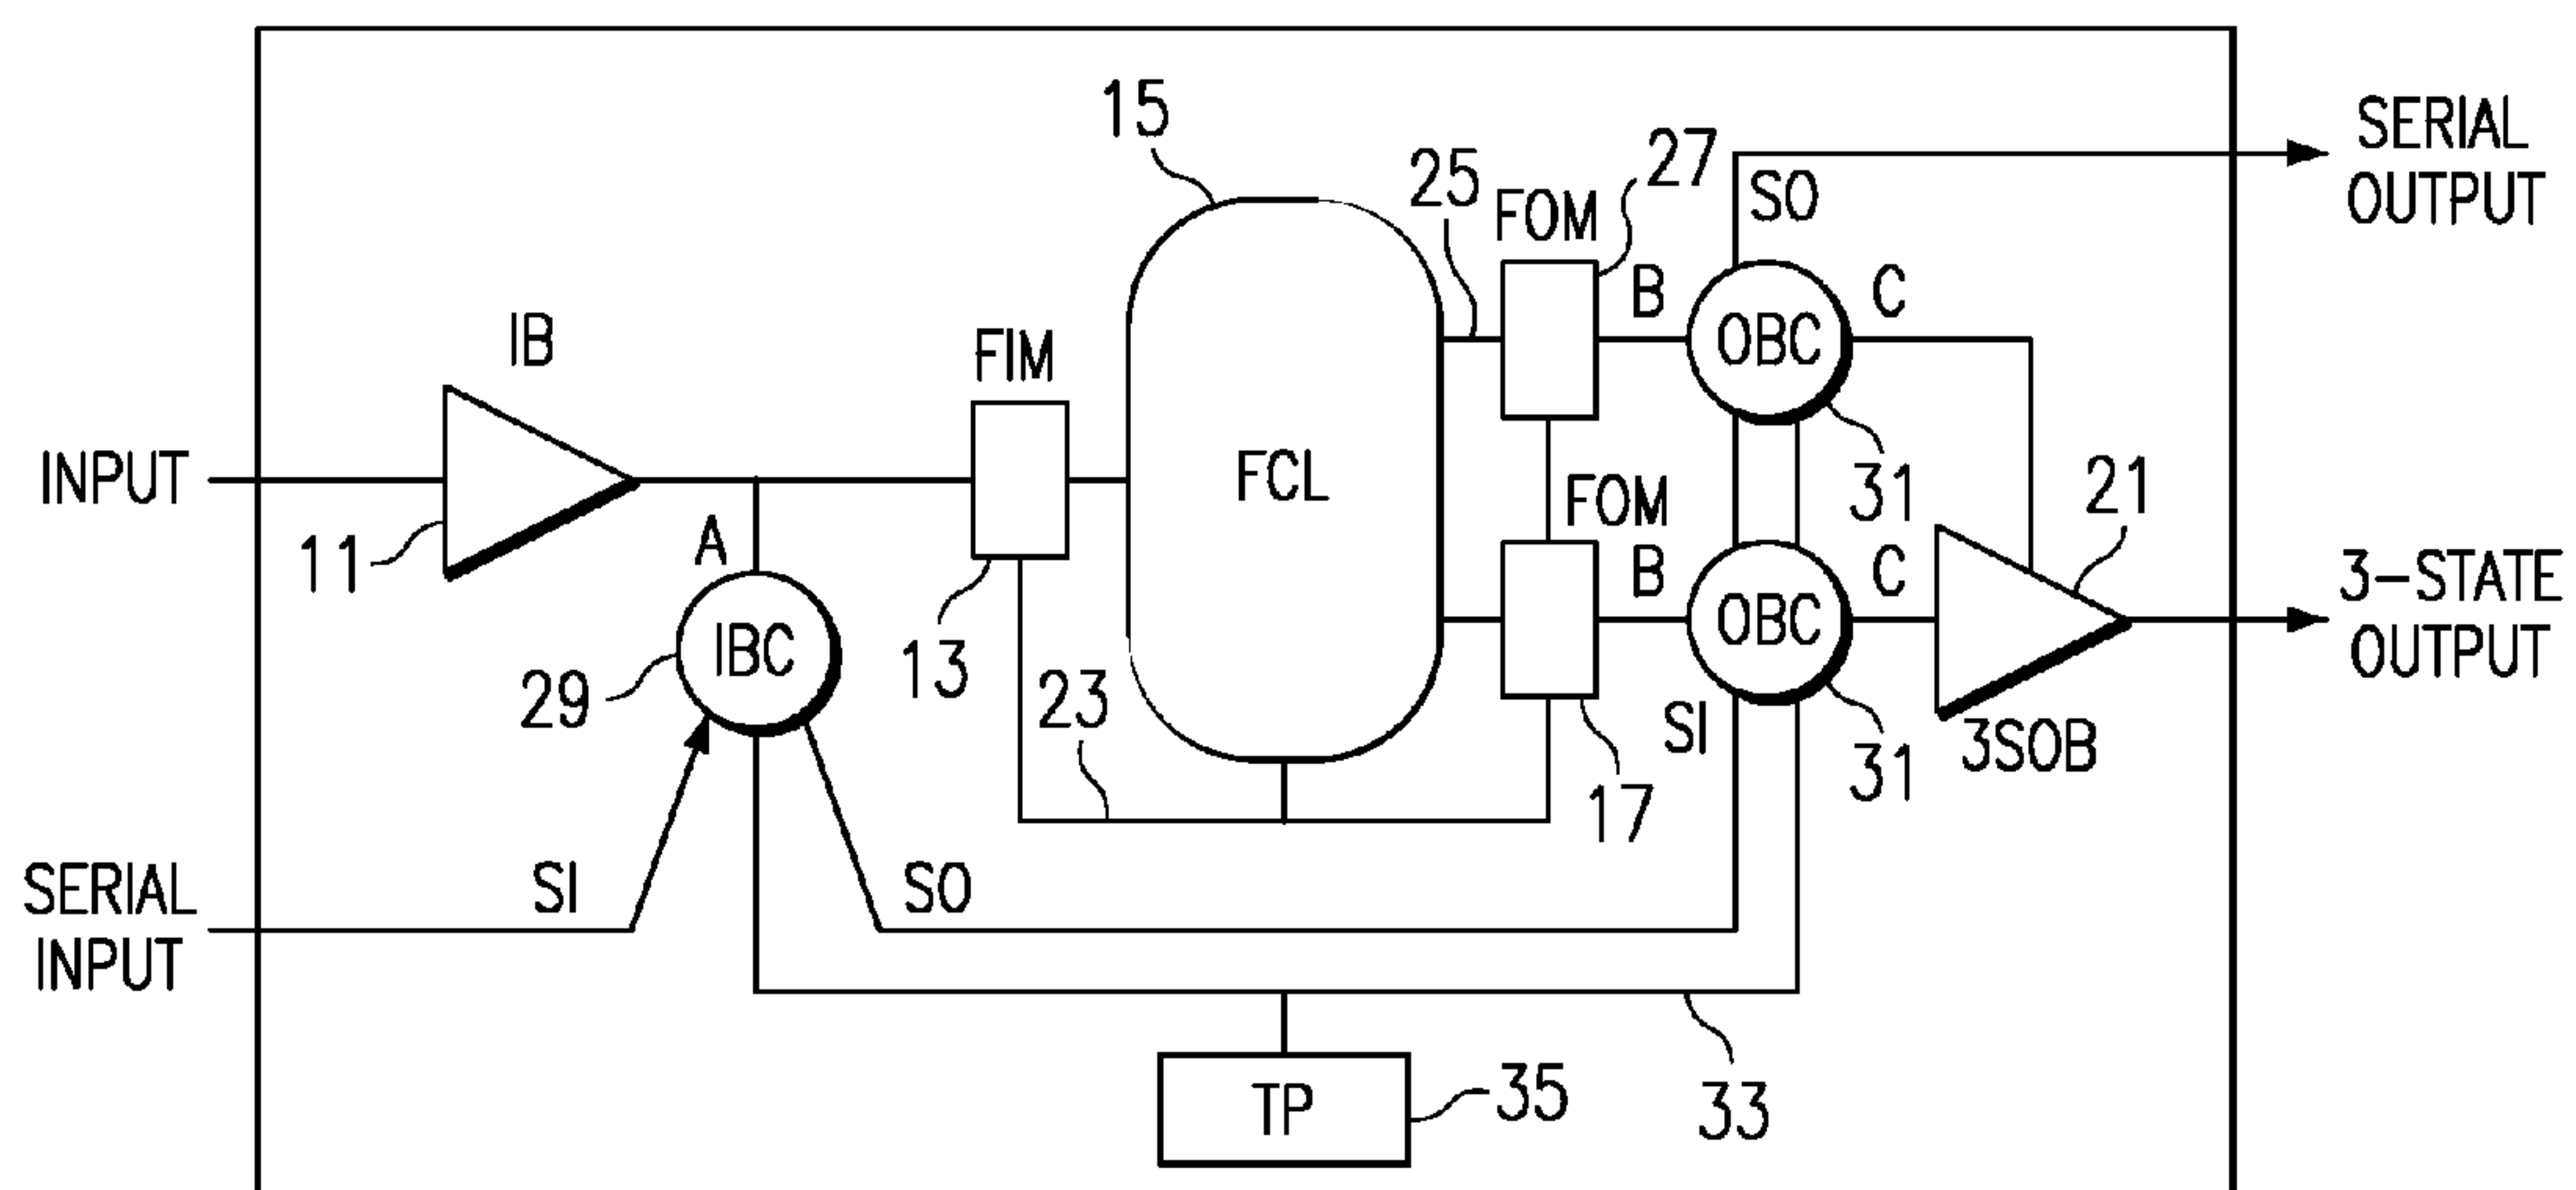 15
SERIAL
OUTPUT
27
25
SO
FOM
B
C
OBC
IB
FIM
INPUT
FCL
31
21
FOM
11
A
B
C
OBC
3-STATE
OUTPUT
IBC
29
13
23
SI
31
3SOB
17
SERIAL
INPUT
SI
SO
TP
35
33